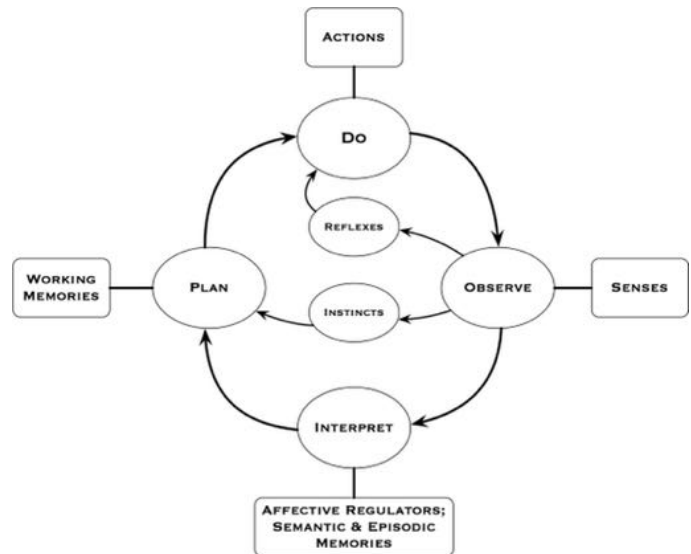 ACTIONS
DO
REFLEXES
WORKING
MEMORIES
PLAN
INSTINCTS
OBSERVE
SENSES
INTERPRET
AFFECTIVE REGULATORS;
SEMANTIC & EPISODIC
MEMORIES